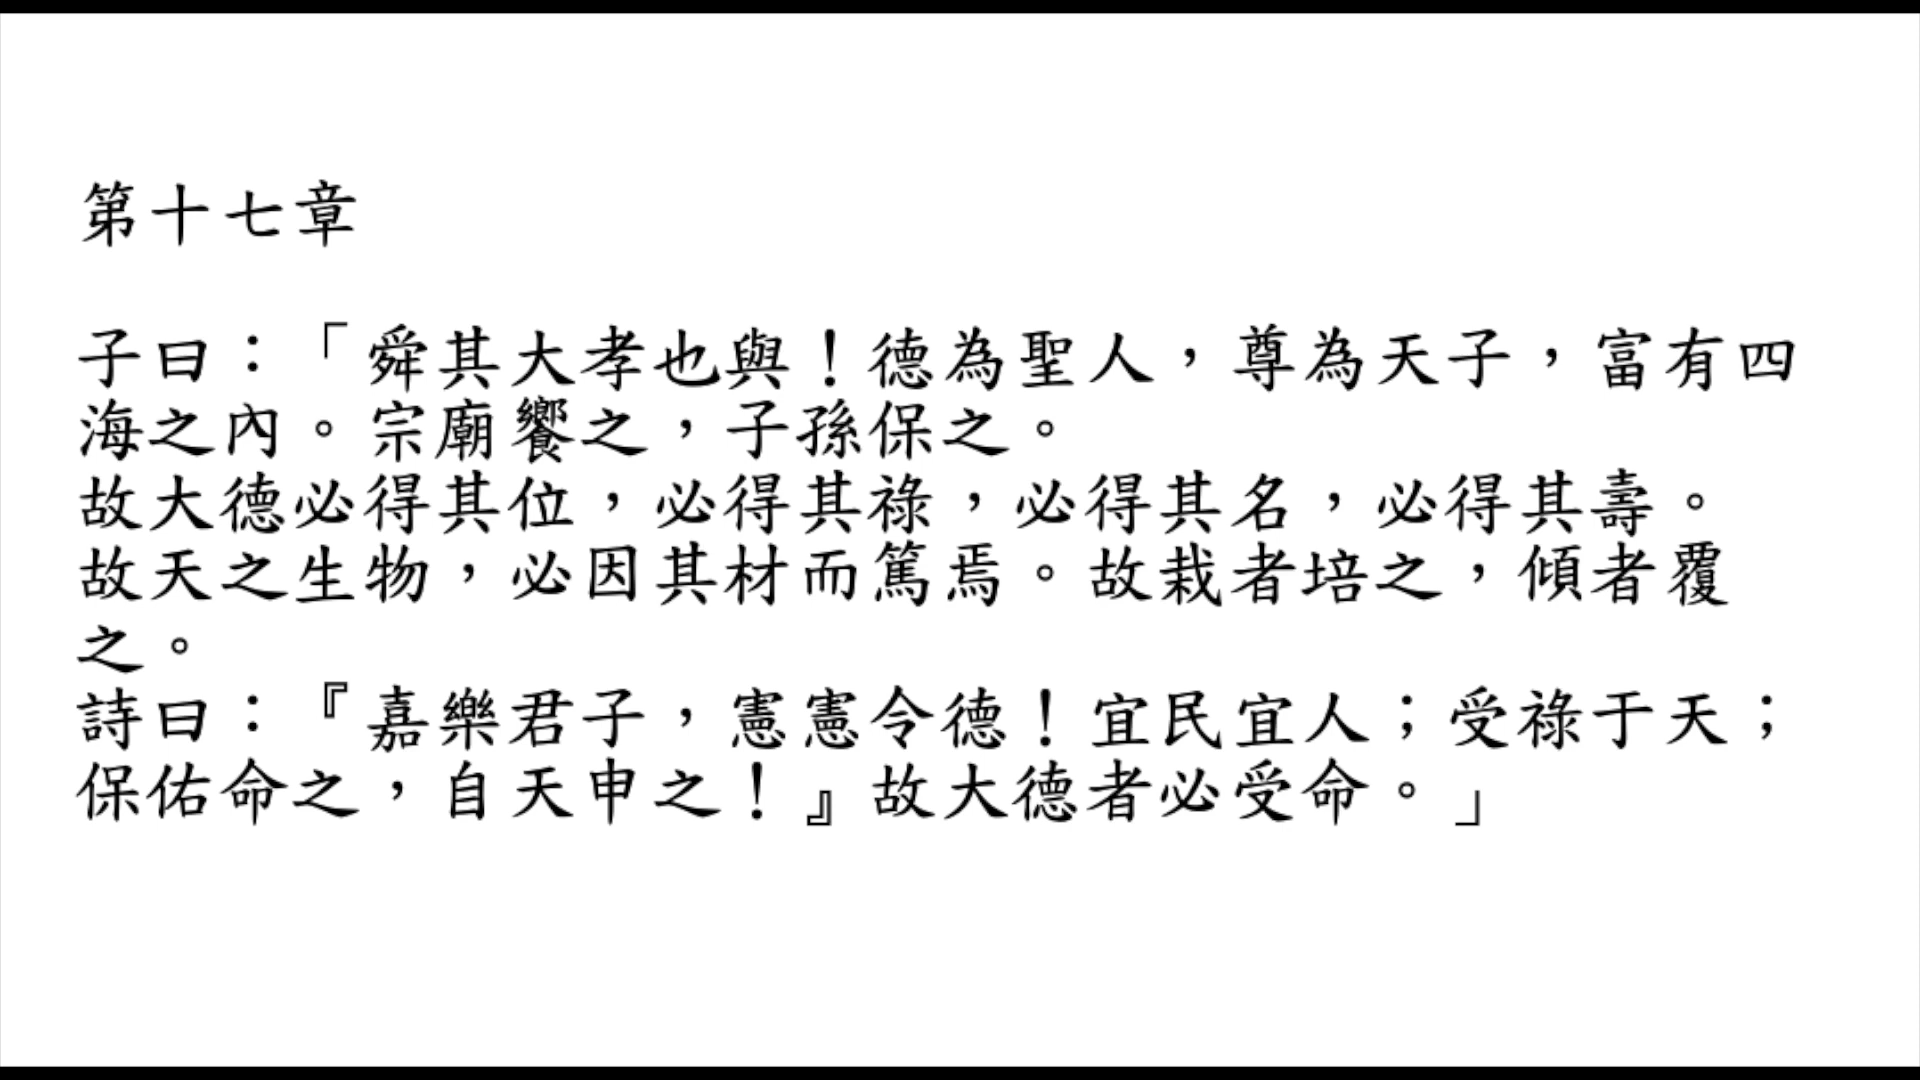 第十七章
子曰：「舜其大孝也與！德為聖人，尊為天子，富有四
海之內。宗廟饗之，子孫保之。
故大德必得其位，必得其祿，必得其名，必得其壽。
故天之生物，必因其材而篤焉。故栽者培之，傾者覆
之。
詩曰：『嘉樂君子，憲憲令德！宜民宜人；受祿于天；
保佑命之，自天申之！』故大德者必受命。」